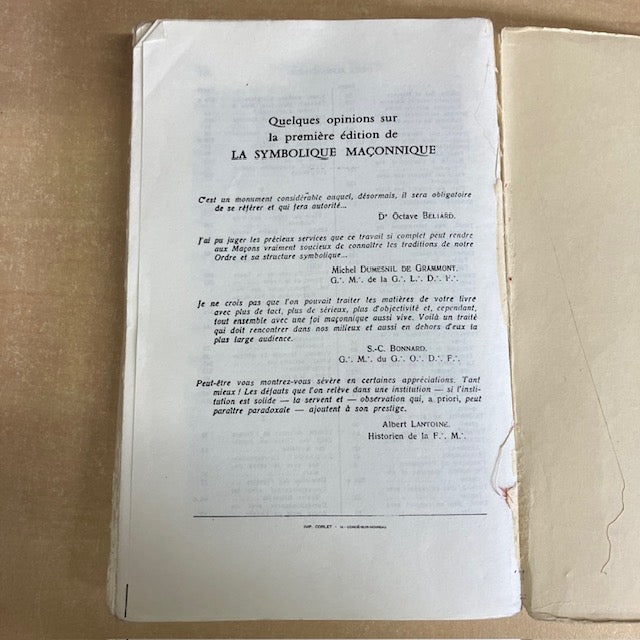 Quelques opinions sur
la première édition de
LA SYMBOLIQUE MAÇONNIQUE
C'est un monument considérable auquel, désormais, il sera obligatoire
de se référer et qui fera autorité...
Dr Octave BÉLIARD.
J'ai pu juger les précieux services que ce travail si complet peut rendre
aux Maçons vraiment soucieux de connaître les traditions de notre
Ordre et sa structure symbolique...
Michel DUMESNIL DE GRAMMONT.
G∴ M∴ de la G∴ L∴ D∴ F∴
Je ne crois pas que l'on pouvait traiter les matières de votre livre
avec plus de tact, plus de sérieux, plus d'objectivité et, cependant,
tout ensemble avec une foi maçonnique aussi vive. Voilà un traité
qui doit rencontrer dans nos milieux et aussi en dehors d'eux la
plus large audience.
S.-C. BONNARD.
G∴ M∴ du G∴ O∴ D∴ F∴
Peut-être vous montrez-vous sévère en certaines appréciations. Tant
mieux ! Les défauts que l'on relève dans une institution — si l'insti-
tution est solide — la servent et — observation qui, a priori, peut
paraître paradoxale — ajoutent à son prestige.
Albert LANTOINE.
Historien de la F∴ M∴
IMP. CORLET - 14 - CONDÉ-SUR-NOIREAU